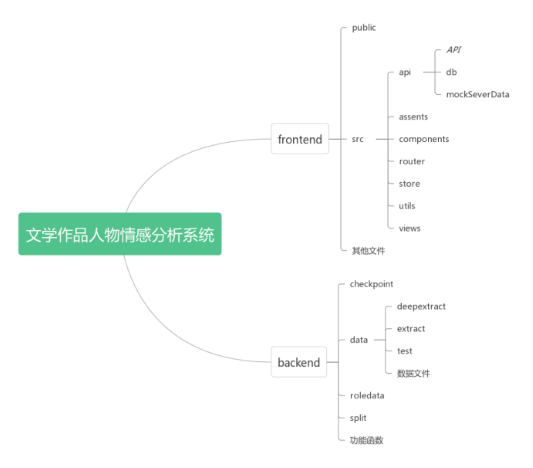 文学作品人物情感分析系统
frontend
public
src
api
API
db
mockSeverData
assents
components
router
store
utils
views
其他文件
backend
checkpoint
data
deepextract
extract
test
数据文件
roledata
split
功能函数